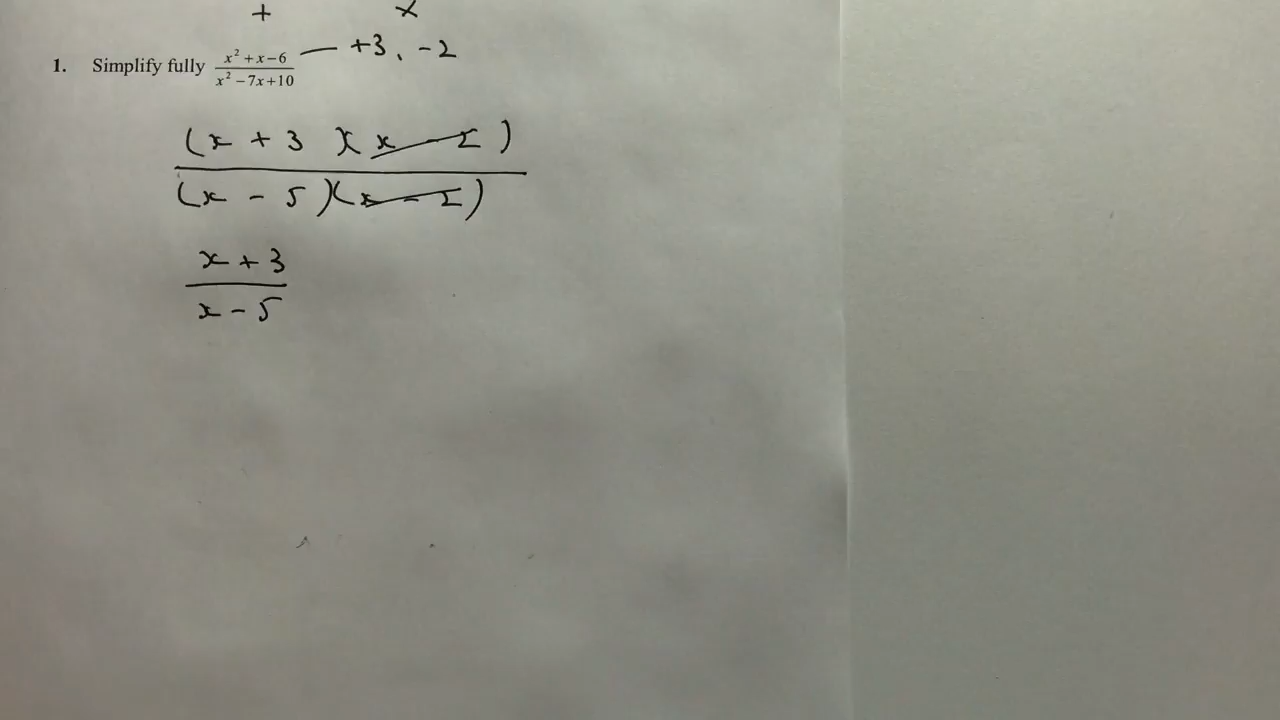 + ×
1. Simplify fully (x² + x − 6)/(x² − 7x + 10) — +3, −2
(x + 3)(x − 2)
(x − 5)(x − 2)
x + 3
x − 5